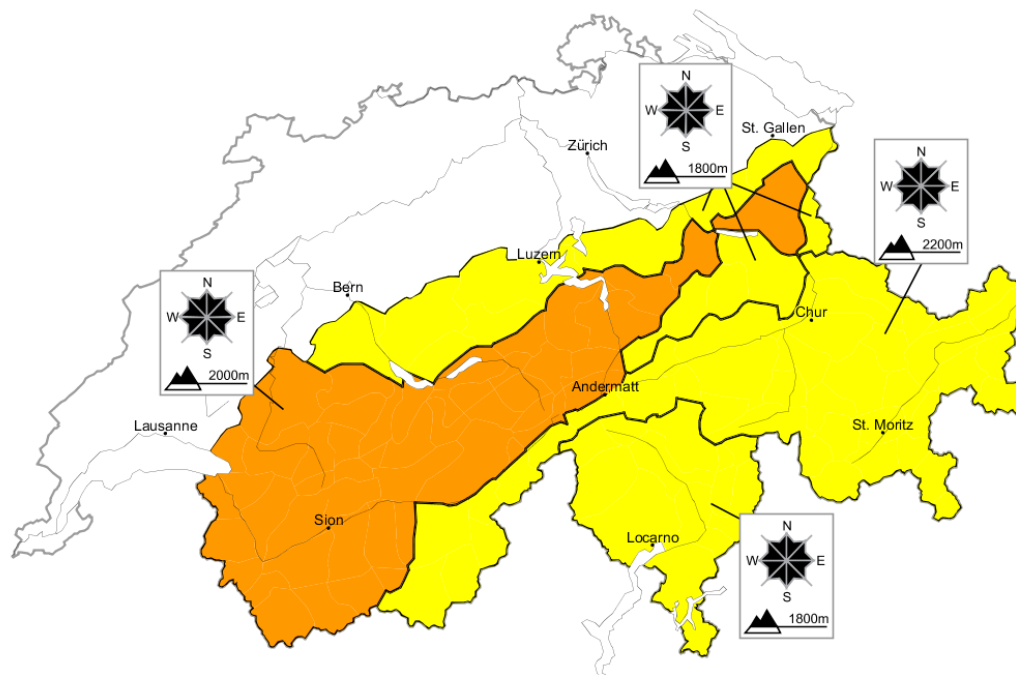 N
W E
S
1800m
St. Gallen
Zürich
N
W E
S
2200m
Luzern
N
W E
S
2000m
Bern
Chur
Andermatt
Lausanne
St. Moritz
Sion
Locarno
N
W E
S
1800m